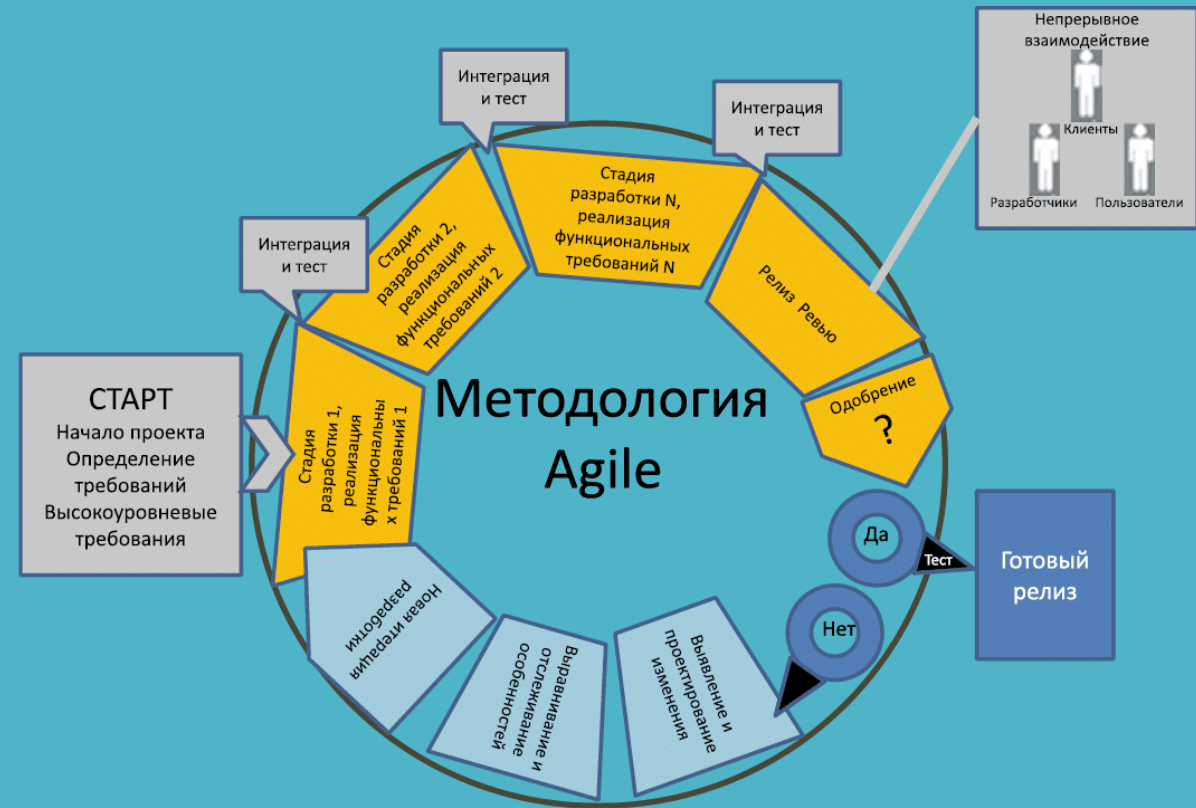 Непрерывное
взаимодействие
Клиенты
Разработчики
Пользователи
Интеграция
и тест
Интеграция
и тест
Интеграция
и тест
СТАРТ
Начало проекта
Определение
требований
Высокоуровневые
требования
Стадия
разработки 1,
реализация
функциональны
х требований 1
Стадия
разработки 2,
реализация
функциональных
требований 2
Стадия
разработки N,
реализация
функциональных
требований N
Релиз Ревью
Одобрение
?
Методология
Agile
Да
Тест
Готовый
релиз
Нет
Выявление и
проектирование
изменения
Выравнивание и
отслеживание
особенностей
Новая итерация
разработки